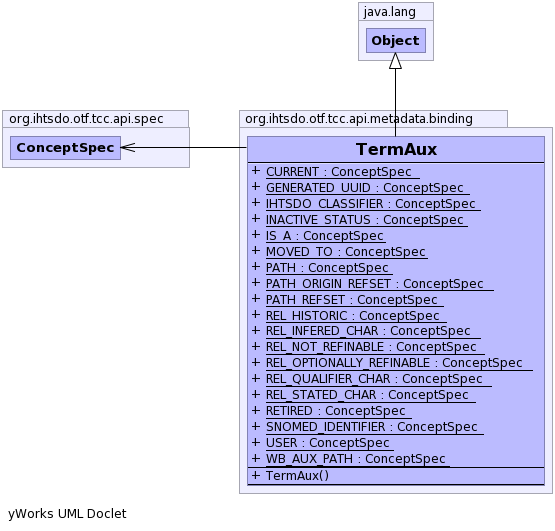 java.lang
Object
org.ihtsdo.otf.tcc.api.spec
ConceptSpec
org.ihtsdo.otf.tcc.api.metadata.binding
TermAux
+ CURRENT : ConceptSpec
+ GENERATED_UUID : ConceptSpec
+ IHTSDO_CLASSIFIER : ConceptSpec
+ INACTIVE_STATUS : ConceptSpec
+ IS_A : ConceptSpec
+ MOVED_TO : ConceptSpec
+ PATH : ConceptSpec
+ PATH_ORIGIN_REFSET : ConceptSpec
+ PATH_REFSET : ConceptSpec
+ REL_HISTORIC : ConceptSpec
+ REL_INFERED_CHAR : ConceptSpec
+ REL_NOT_REFINABLE : ConceptSpec
+ REL_OPTIONALLY_REFINABLE : ConceptSpec
+ REL_QUALIFIER_CHAR : ConceptSpec
+ REL_STATED_CHAR : ConceptSpec
+ RETIRED : ConceptSpec
+ SNOMED_IDENTIFIER : ConceptSpec
+ USER : ConceptSpec
+ WB_AUX_PATH : ConceptSpec
+ TermAux()
yWorks UML Doclet